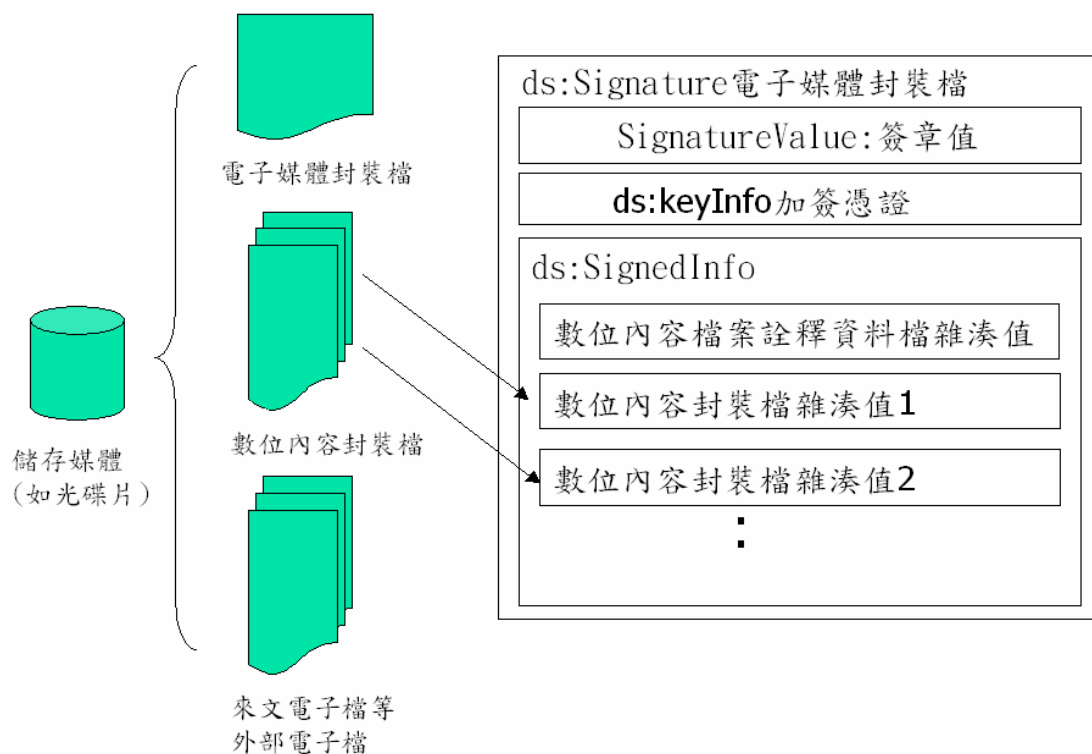 電子媒體封裝檔
數位內容封裝檔
儲存媒體
(如光碟片)
來文電子檔等
外部電子檔
ds:Signature電子媒體封裝檔
SignatureValue:簽章值
ds:keyInfo加簽憑證
ds:SignedInfo
數位內容檔案詮釋資料檔雜湊值
數位內容封裝檔雜湊值1
數位內容封裝檔雜湊值2
: